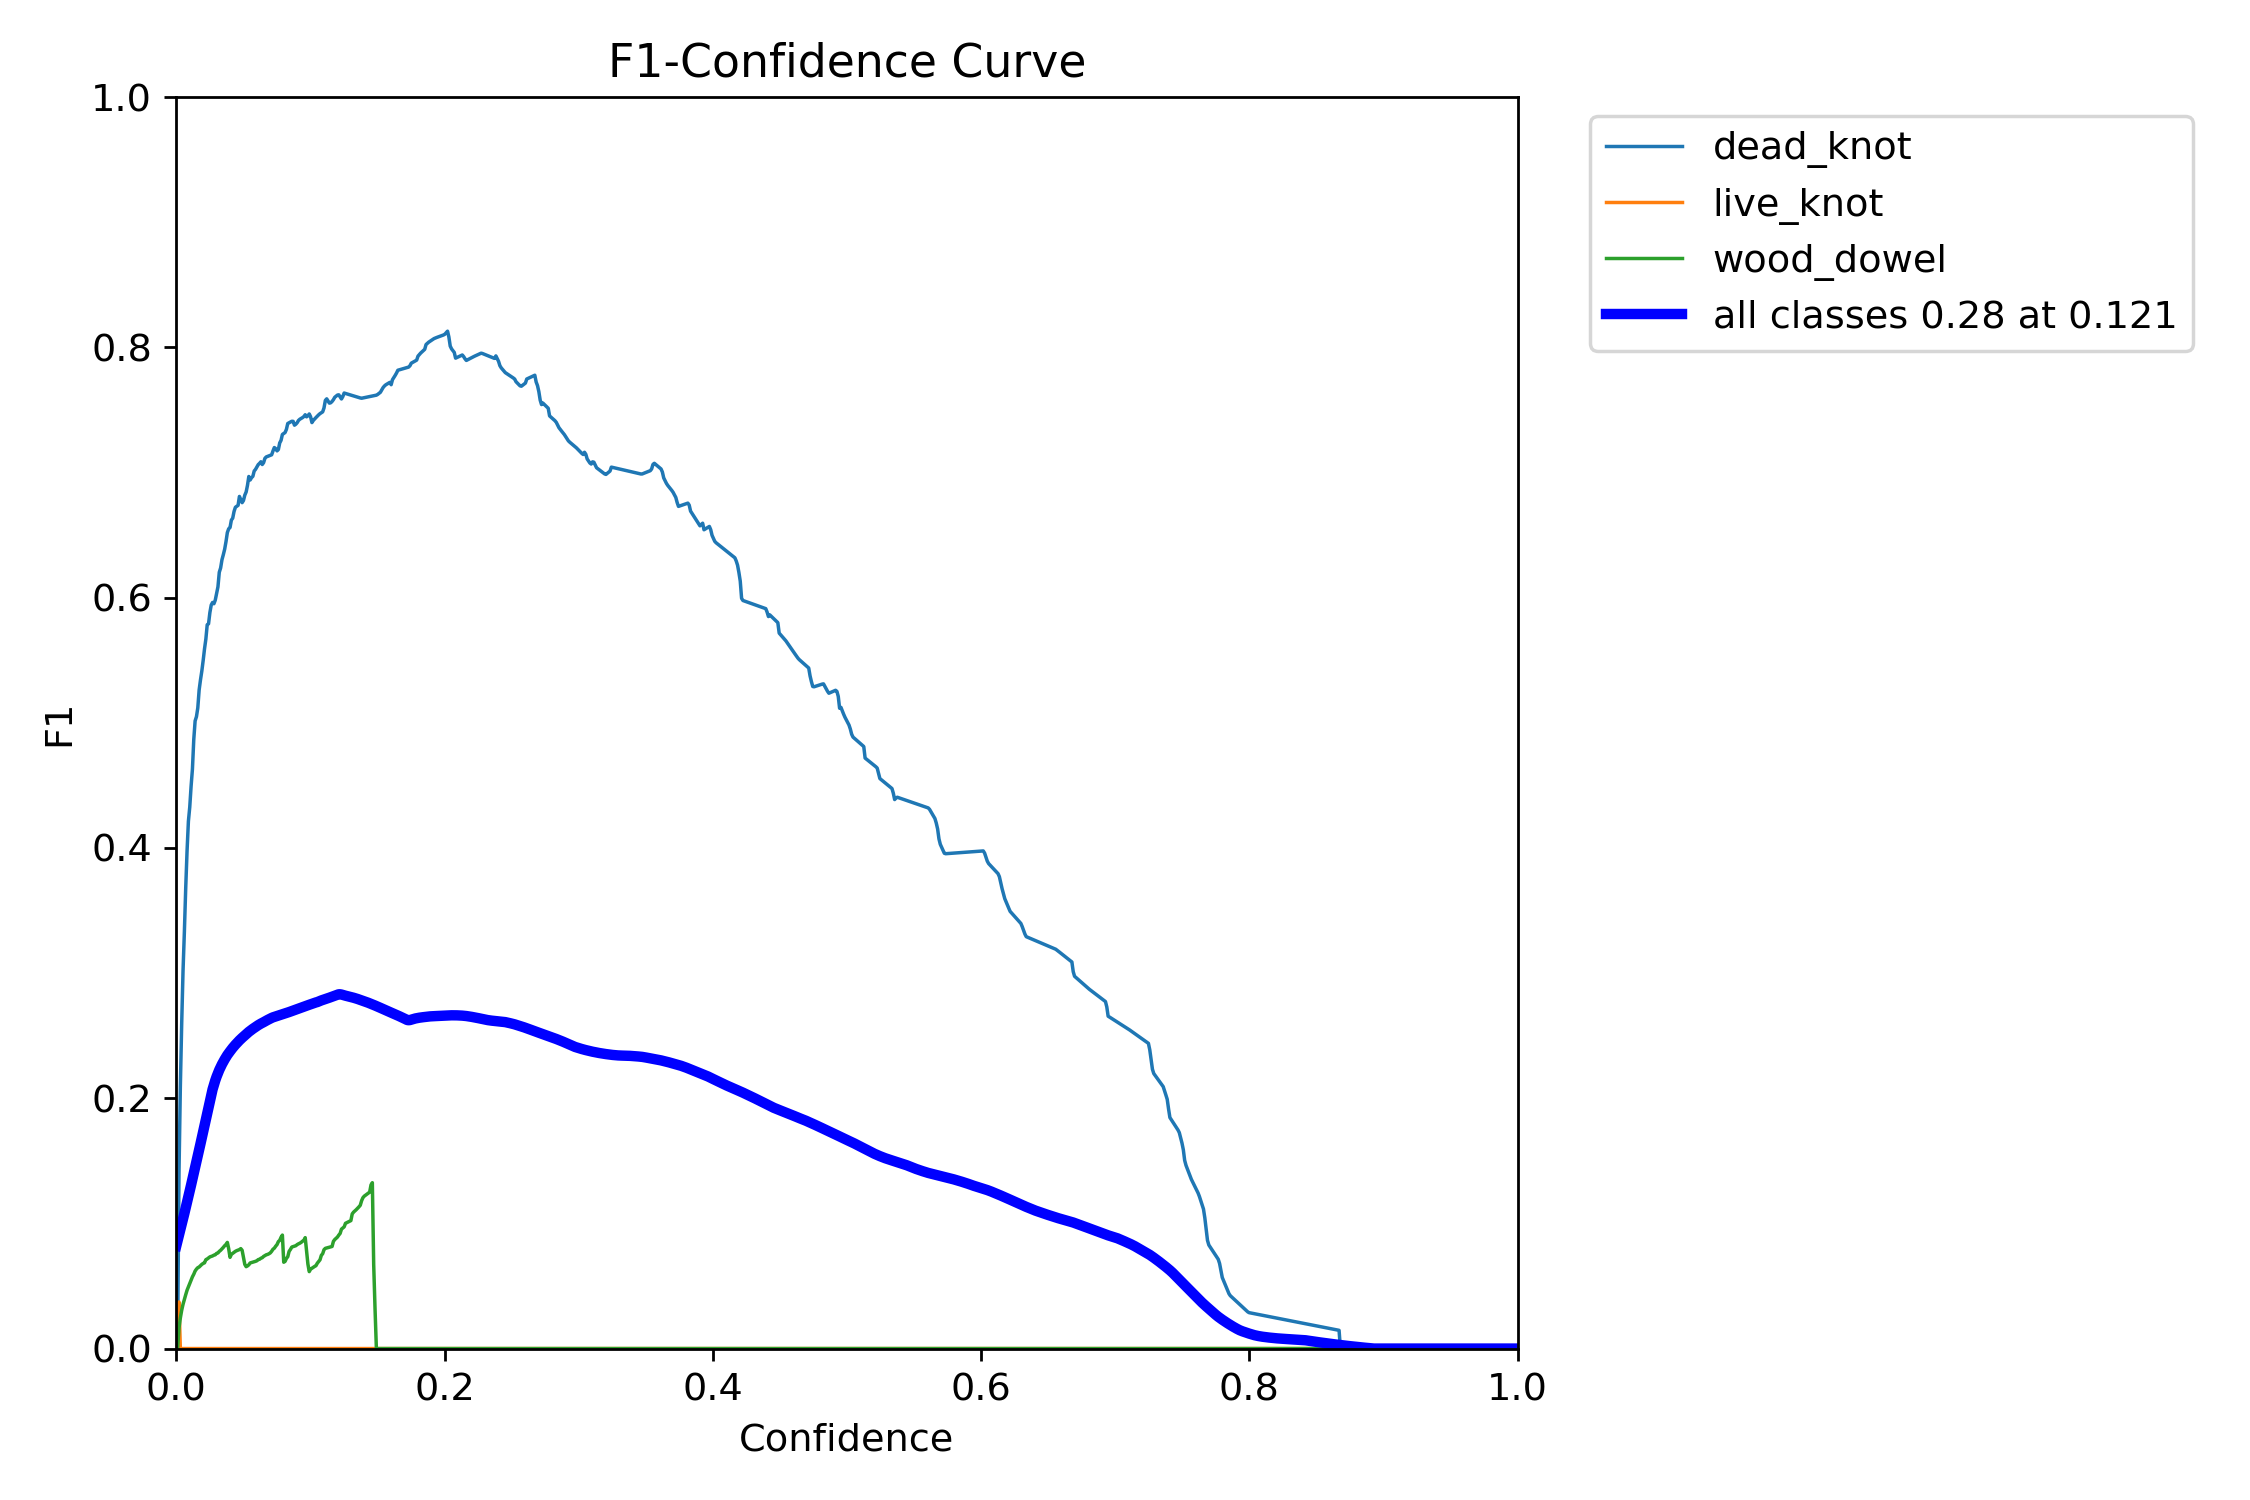 F1-Confidence Curve
1.0
0.8
0.6
0.4
0.2
0.0
F1
0.0 0.2 0.4 0.6 0.8 1.0
Confidence
dead_knot
live_knot
wood_dowel
all classes 0.28 at 0.121